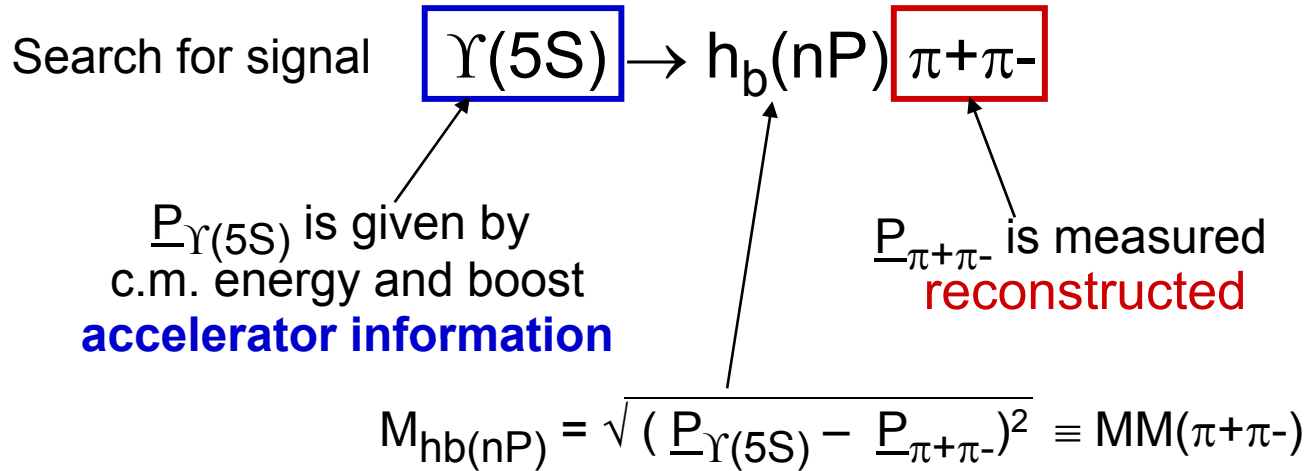 Search for signal ϒ(5S) → h_b(nP) π+π-
P_ϒ(5S) is given by
c.m. energy and boost
accelerator information
P_π+π- is measured
reconstructed
M_hb(nP) = √( P_ϒ(5S) – P_π+π-)² ≡ MM(π+π-)